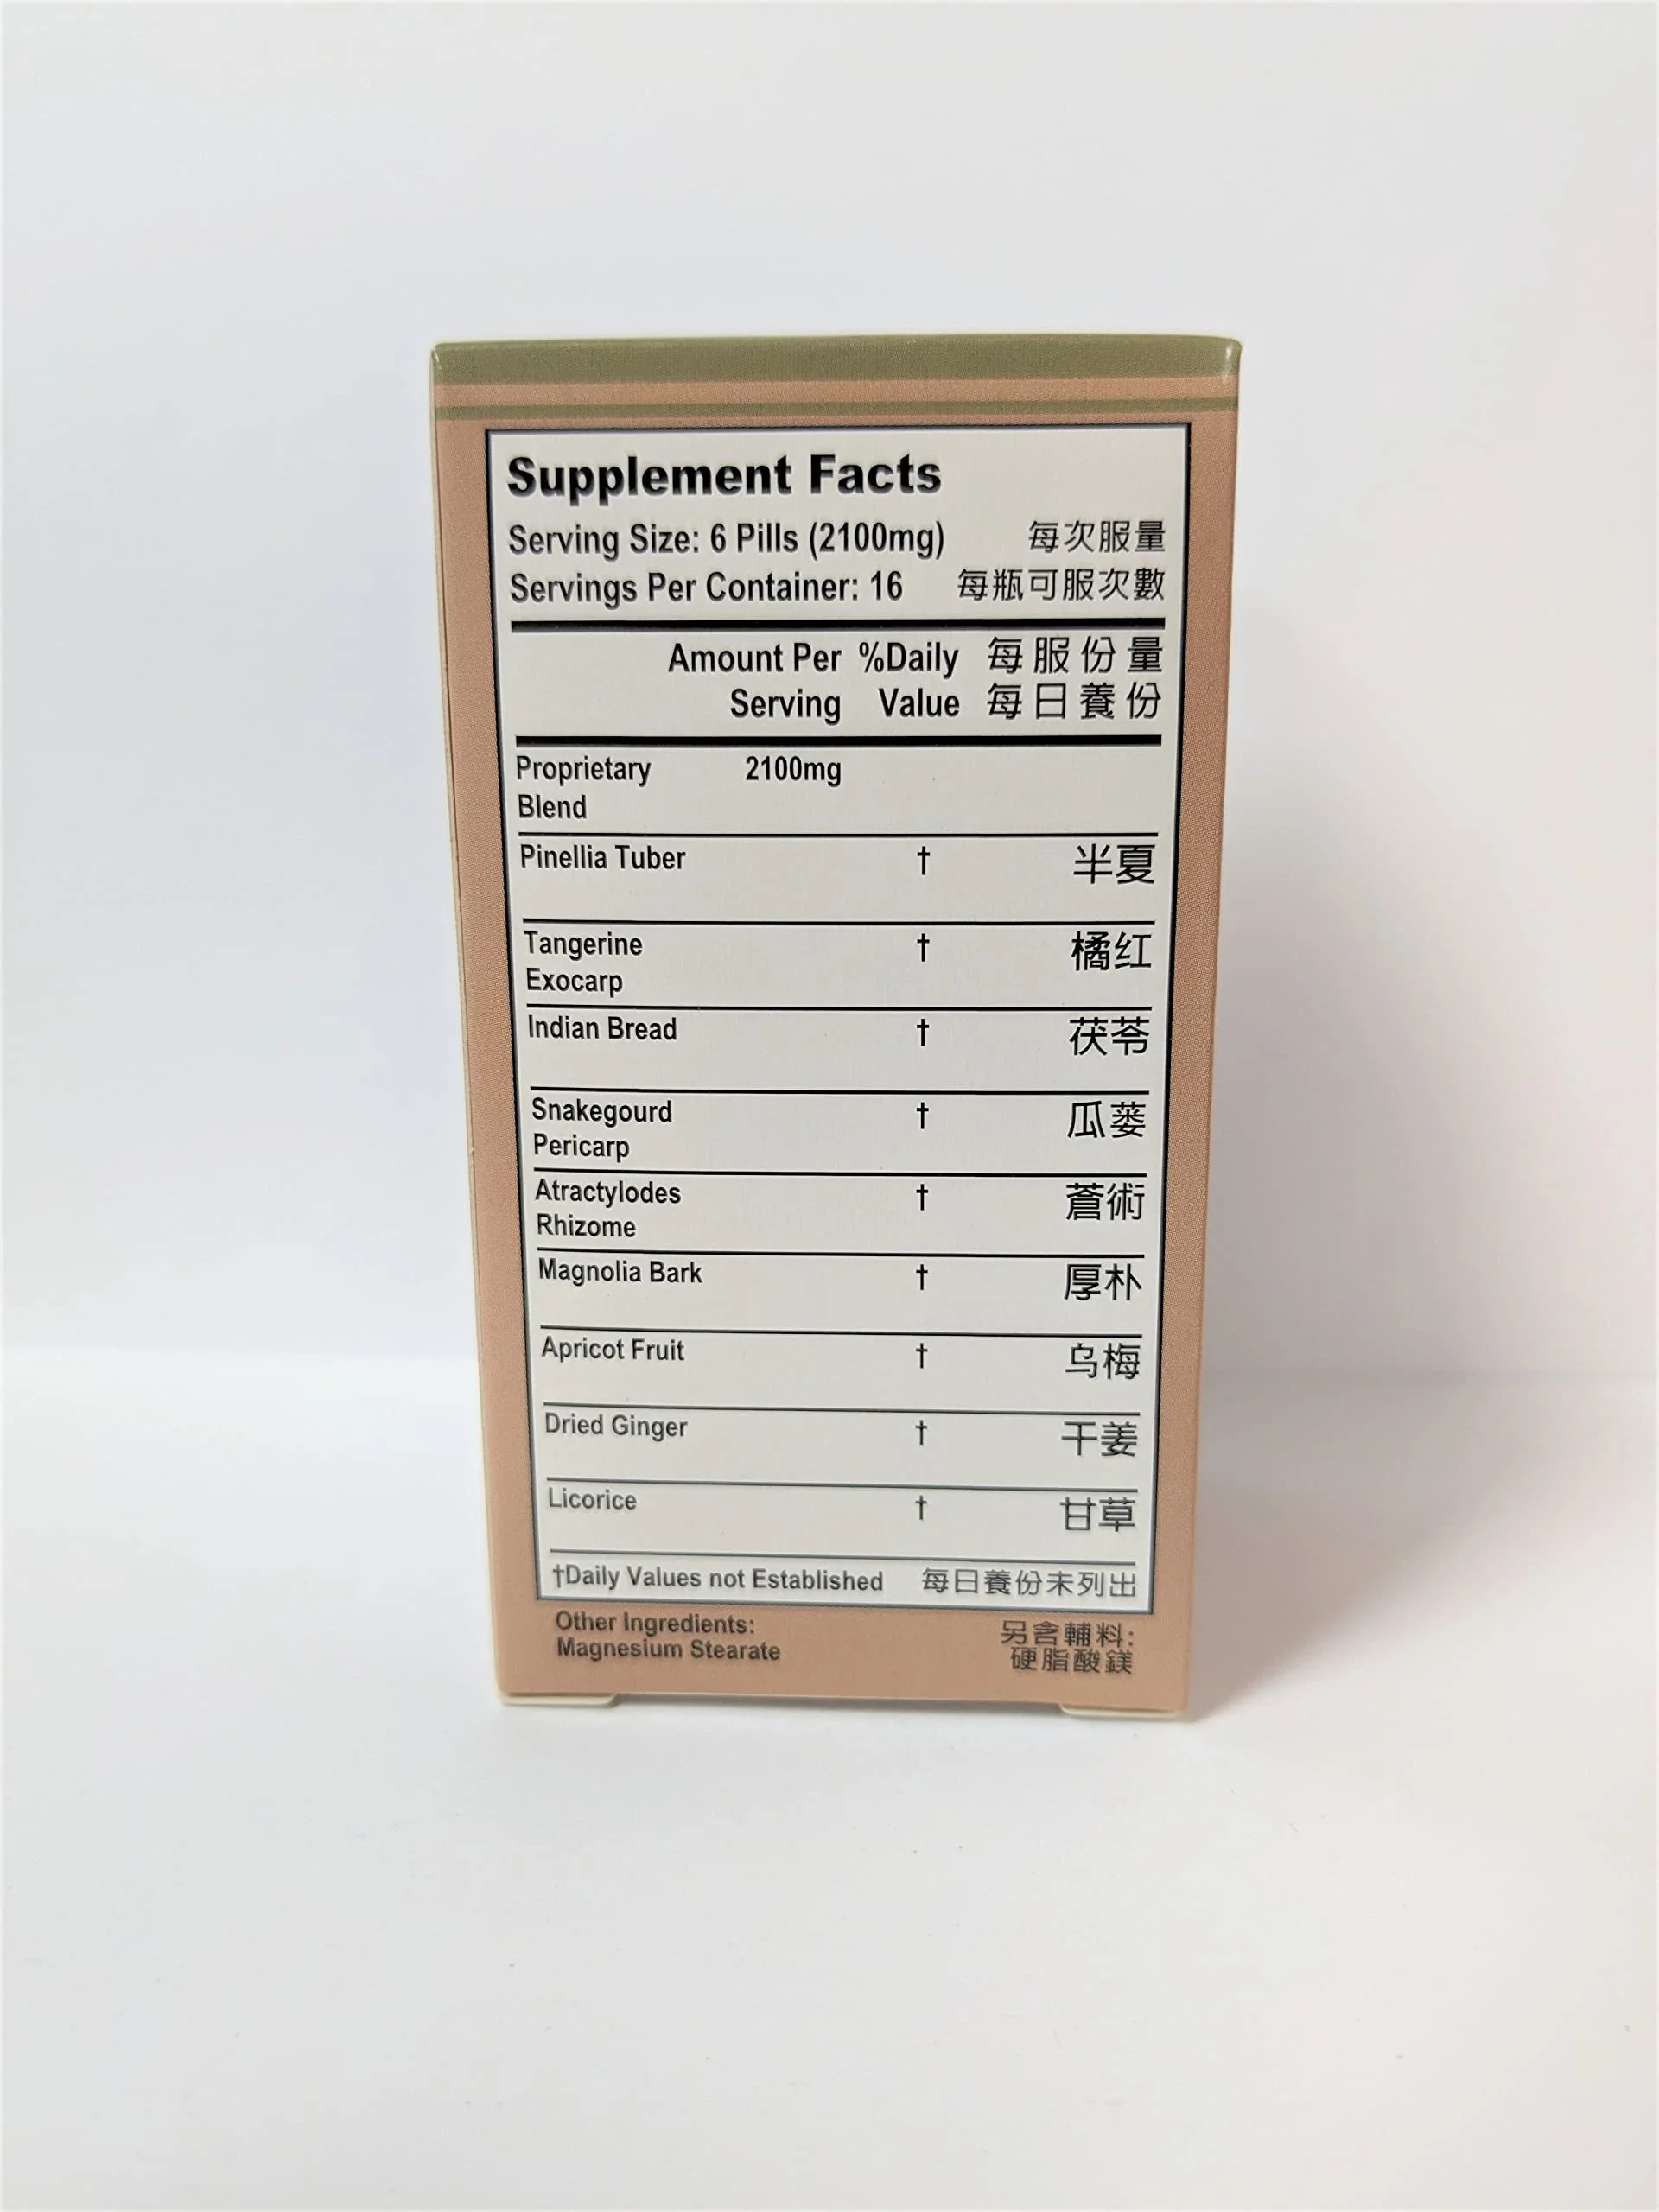 Supplement Facts
Serving Size: 6 Pills (2100mg) 每次服量
Servings Per Container: 16 每瓶可服次數
Amount Per %Daily 每服份量
Serving Value 每日養份
Proprietary 2100mg
Blend
Pinellia Tuber † 半夏
Tangerine † 橘红
Exocarp
Indian Bread † 茯苓
Snakegourd † 瓜蒌
Pericarp
Atractylodes † 蒼術
Rhizome
Magnolia Bark † 厚朴
Apricot Fruit † 乌梅
Dried Ginger † 干姜
Licorice † 甘草
†Daily Values not Established 每日養份未列出
Other Ingredients: 另含輔料:
Magnesium Stearate 硬脂酸鎂